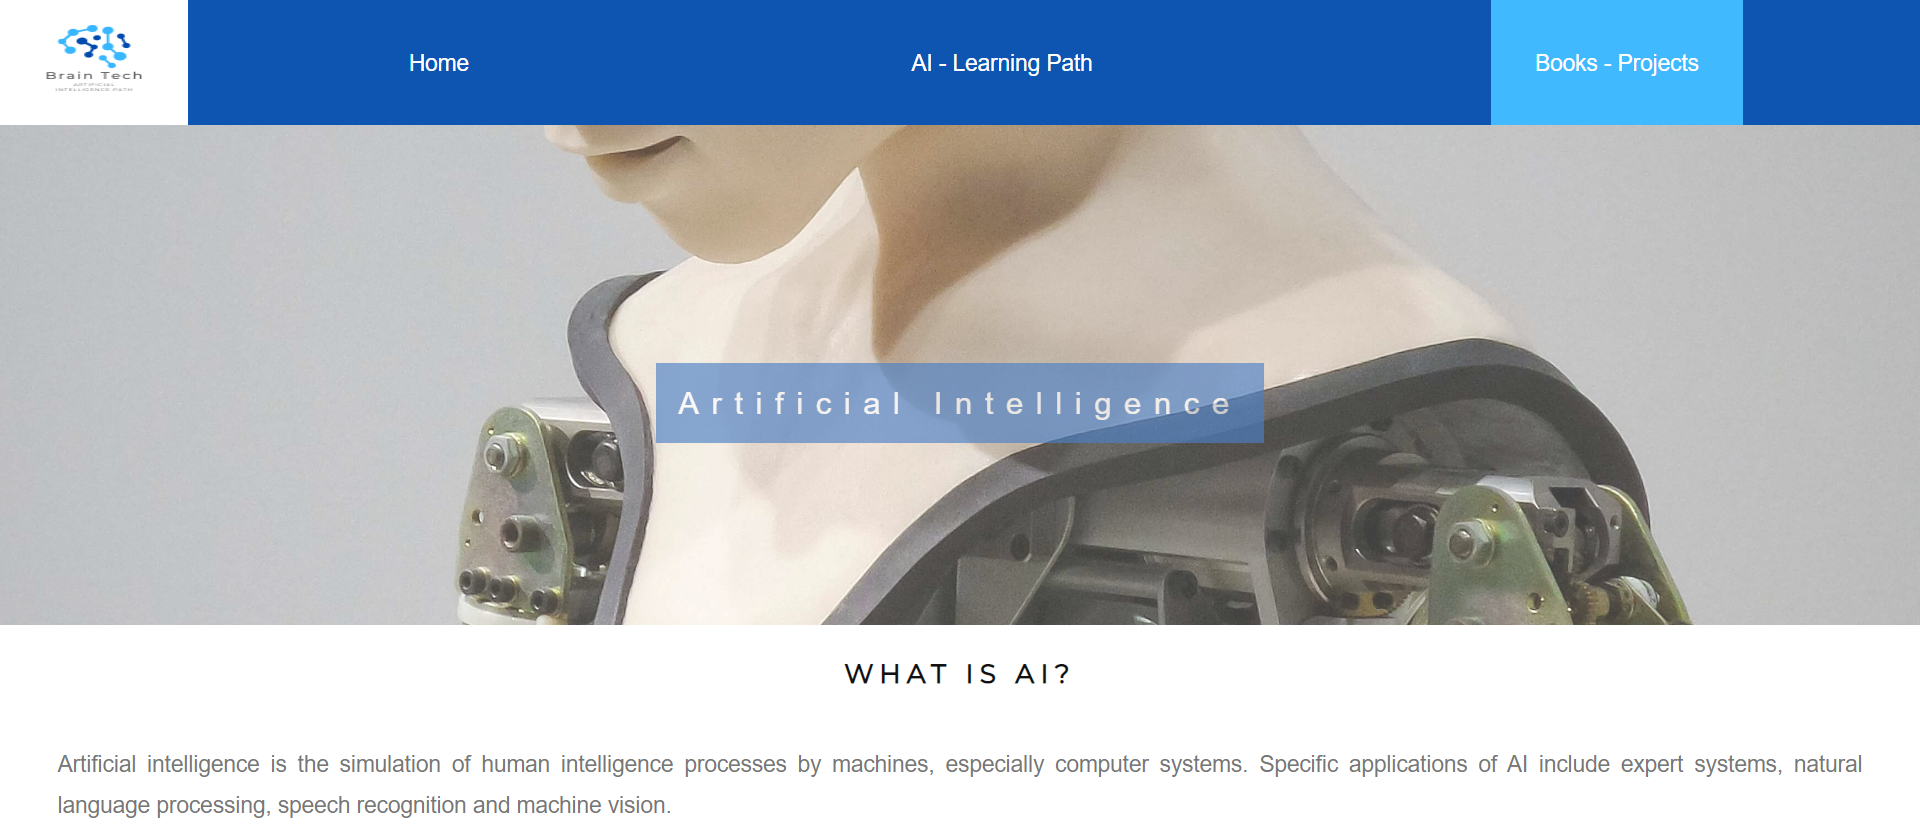 Brain Tech
ARTIFICIAL
INTELLIGENCE PATH
Home
AI - Learning Path
Books - Projects
Artificial Intelligence
WHAT IS AI?
Artificial intelligence is the simulation of human intelligence processes by machines, especially computer systems. Specific applications of AI include expert systems, natural
language processing, speech recognition and machine vision.